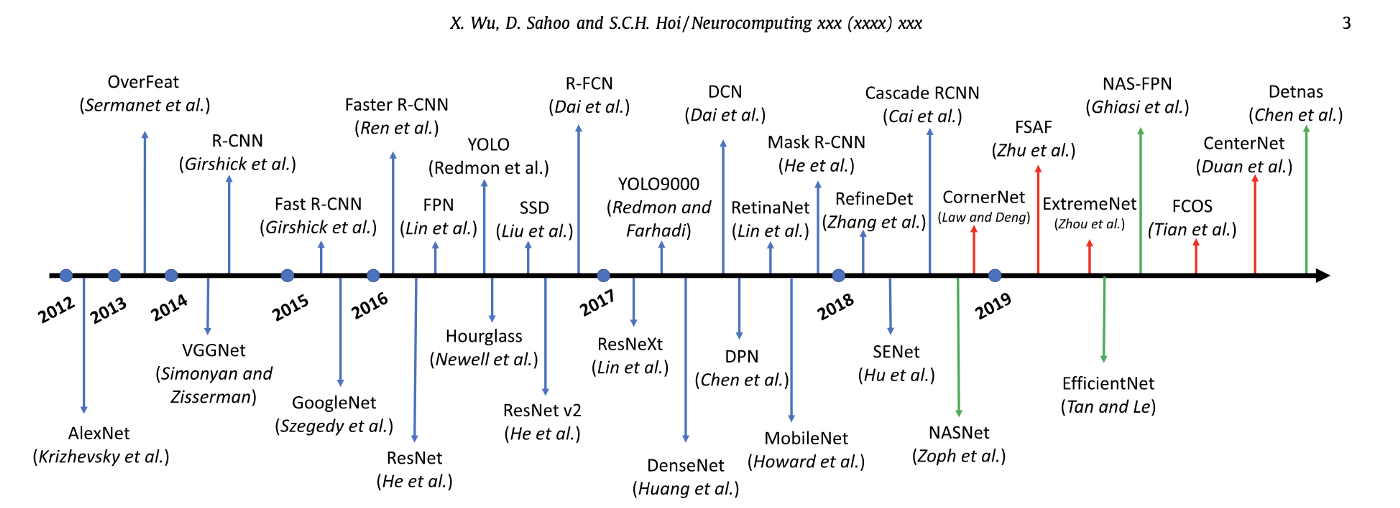 X. Wu, D. Sahoo and S.C.H. Hoi / Neurocomputing xxx (xxxx) xxx
3
OverFeat
(Sermanet et al.)
R-CNN
(Girshick et al.)
Fast R-CNN
(Girshick et al.)
Faster R-CNN
(Ren et al.)
FPN
(Lin et al.)
YOLO
(Redmon et al.)
SSD
(Liu et al.)
R-FCN
(Dai et al.)
YOLO9000
(Redmon and
Farhadi)
DCN
(Dai et al.)
RetinaNet
(Lin et al.)
Mask R-CNN
(He et al.)
RefineDet
(Zhang et al.)
Cascade RCNN
(Cai et al.)
CornerNet
(Law and Deng)
FSAF
(Zhu et al.)
ExtremeNet
(Zhou et al.)
NAS-FPN
(Ghiasi et al.)
FCOS
(Tian et al.)
CenterNet
(Duan et al.)
Detnas
(Chen et al.)
2012
2013
2014
2015
2016
2017
2018
2019
AlexNet
(Krizhevsky et al.)
VGGNet
(Simonyan and
Zisserman)
GoogleNet
(Szegedy et al.)
ResNet
(He et al.)
Hourglass
(Newell et al.)
ResNet v2
(He et al.)
ResNeXt
(Lin et al.)
DenseNet
(Huang et al.)
DPN
(Chen et al.)
MobileNet
(Howard et al.)
SENet
(Hu et al.)
NASNet
(Zoph et al.)
EfficientNet
(Tan and Le)